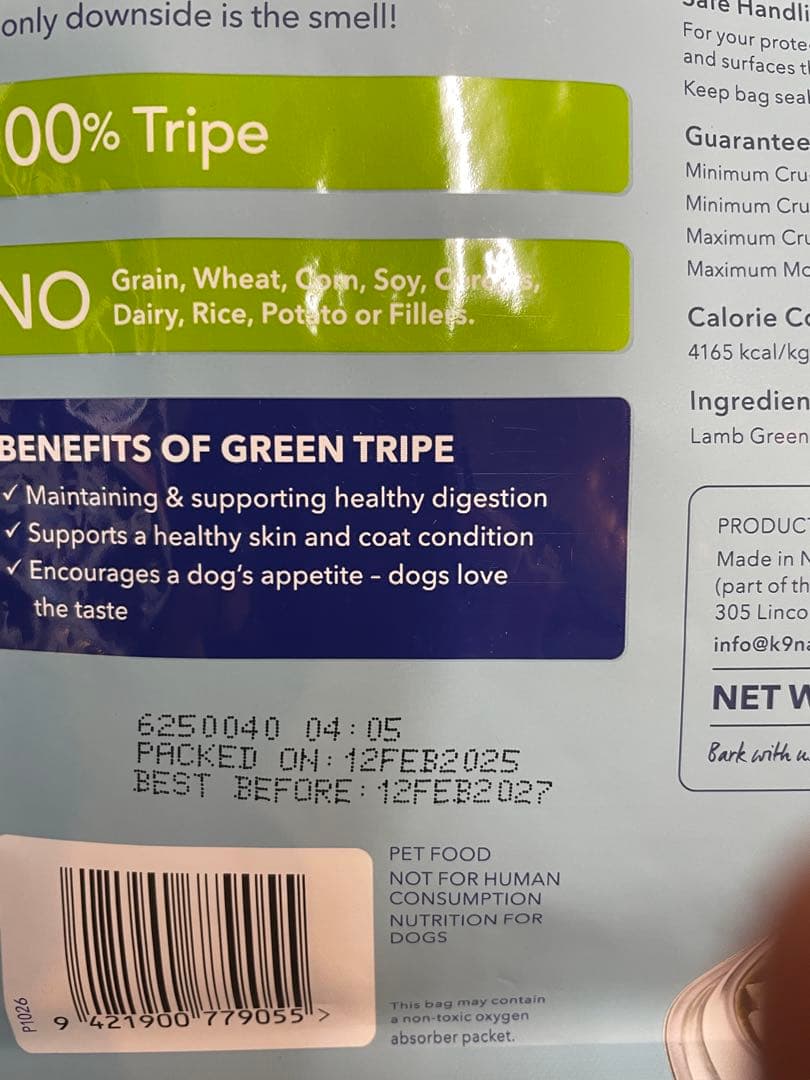 only downside is the smell!
00% Tripe
NO
Grain, Wheat, Corn, Soy,
Dairy, Rice, Potato or Fillers.
BENEFITS OF GREEN TRIPE
✓ Maintaining & supporting healthy digestion
✓ Supports a healthy skin and coat condition
✓ Encourages a dog's appetite – dogs love
the taste
6250040 04:05
PACKED ON:12FEB2025
BEST BEFORE:12FEB2027
P1026
9 421900 779055 >
PET FOOD
NOT FOR HUMAN
CONSUMPTION
NUTRITION FOR
DOGS
This bag may contain
a non-toxic oxygen
absorber packet.
Safe Handli
For your prote
and surfaces t
Keep bag seal
Guarantee
Minimum Cru
Minimum Cru
Maximum Cru
Maximum Mo
Calorie Co
4165 kcal/kg
Ingredien
Lamb Green
PRODUCT
Made in N
(part of th
305 Linco
info@k9na
NET W
Bark with u